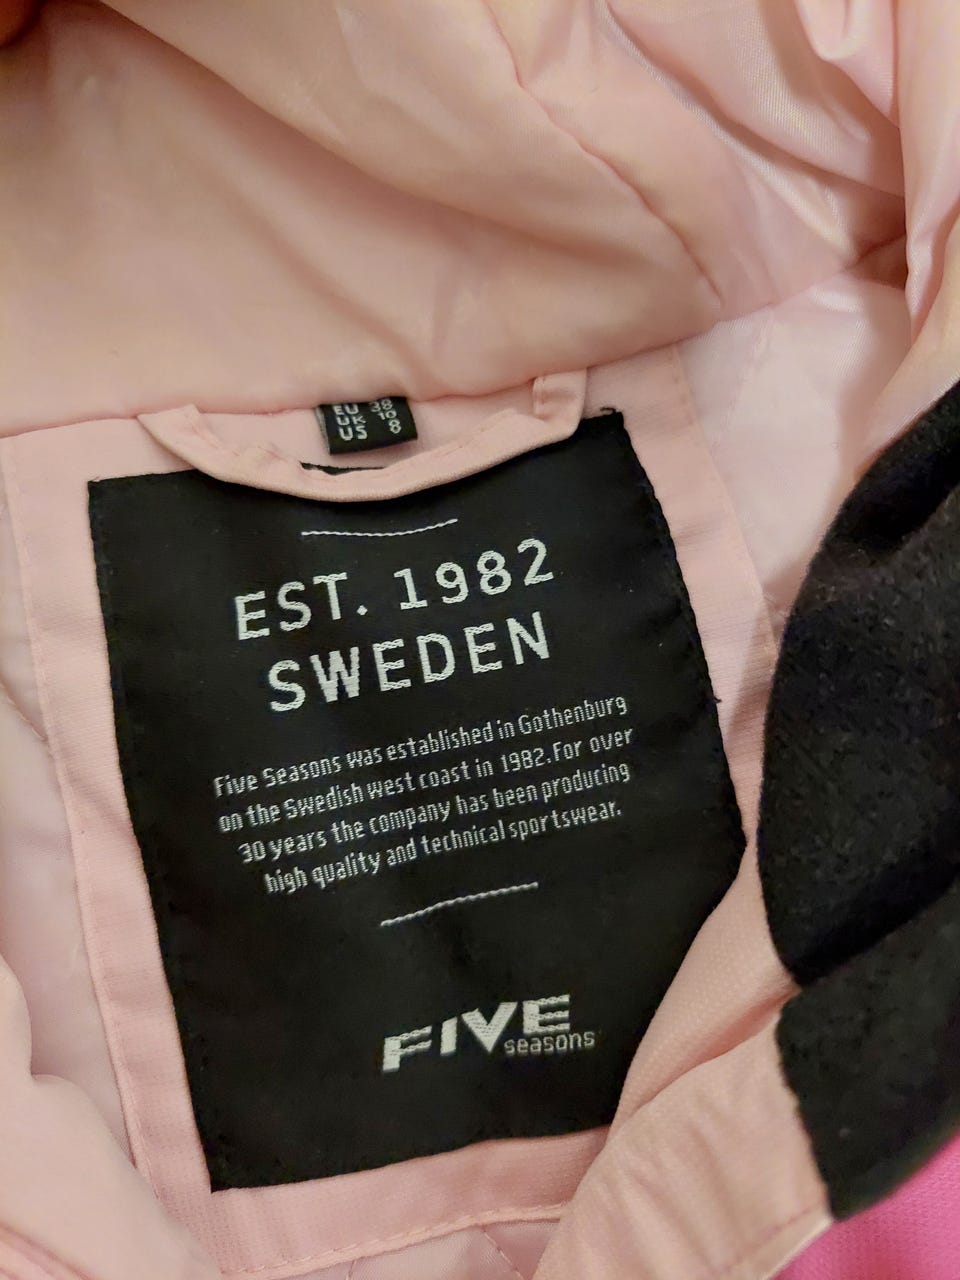 EU 38
UK 10
US 8
EST. 1982
SWEDEN
Five Seasons was established in Gothenburg
on the Swedish west coast in 1982.For over
30 years the company has been producing
high quality and technical sportswear.
FIVE
seasons